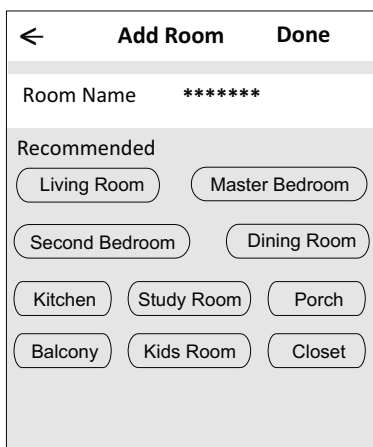 ← Add Room Done
Room Name *******
Recommended
Living Room Master Bedroom
Second Bedroom Dining Room
Kitchen Study Room Porch
Balcony Kids Room Closet